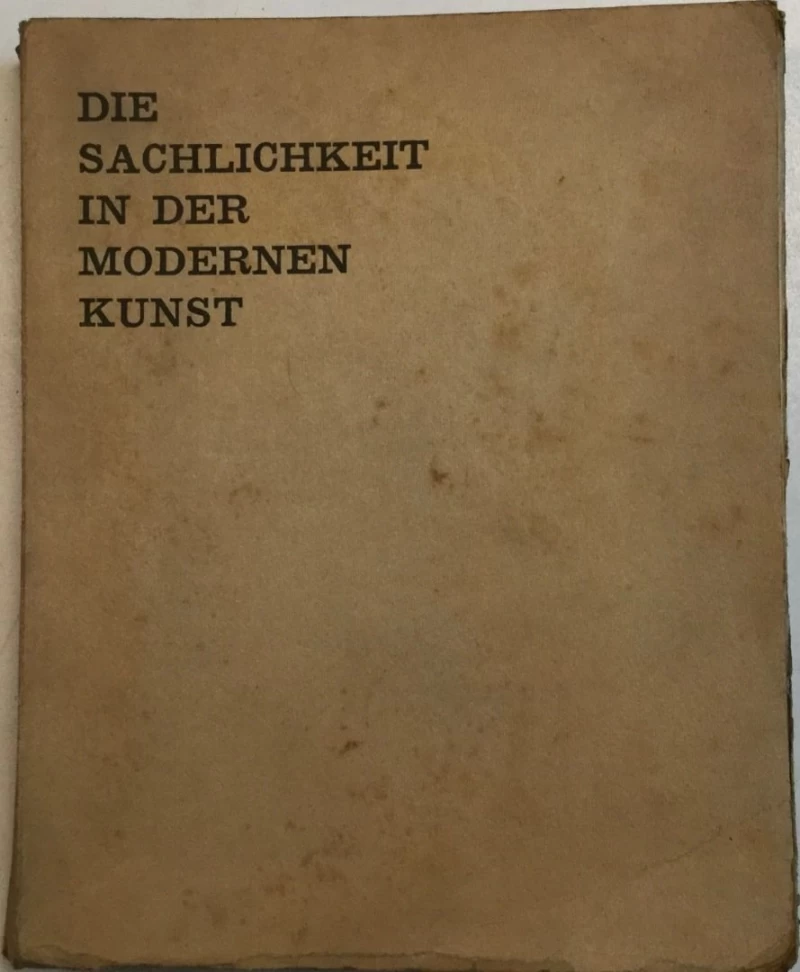 DIE
SACHLICHKEIT
IN DER
MODERNEN
KUNST